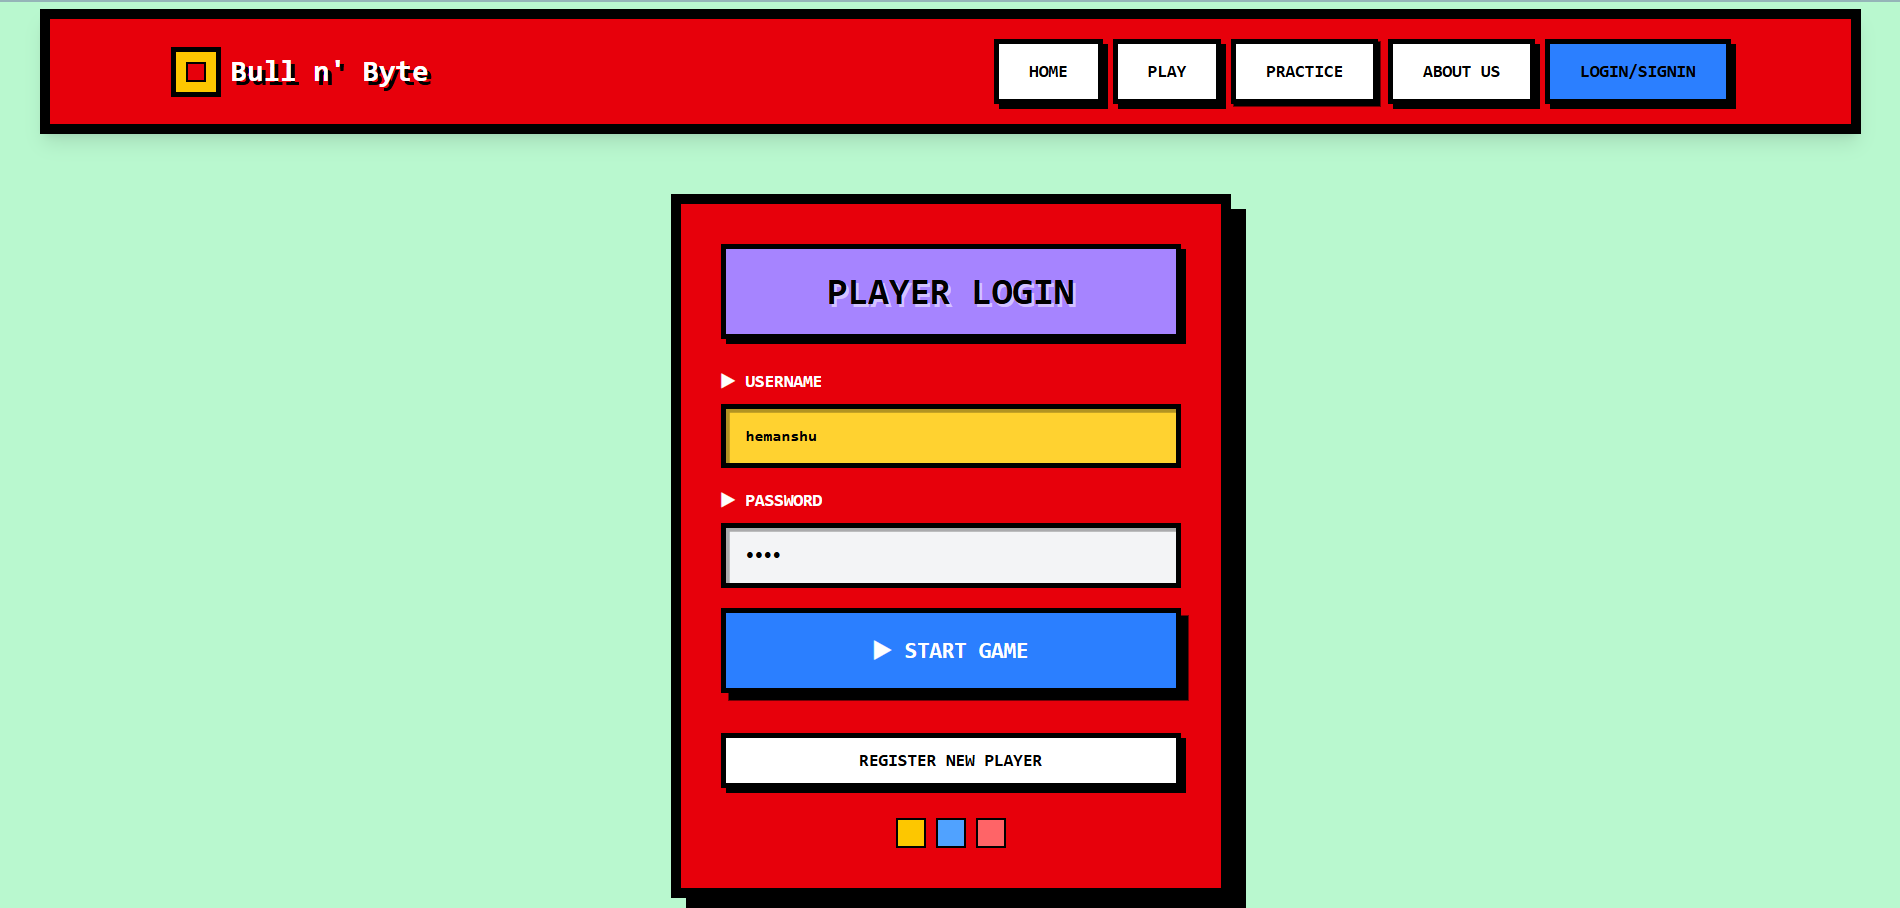 Bull n' Byte
HOME
PLAY
PRACTICE
ABOUT US
LOGIN/SIGNIN
PLAYER LOGIN
▶ USERNAME
hemanshu
▶ PASSWORD
••••
▶ START GAME
REGISTER NEW PLAYER